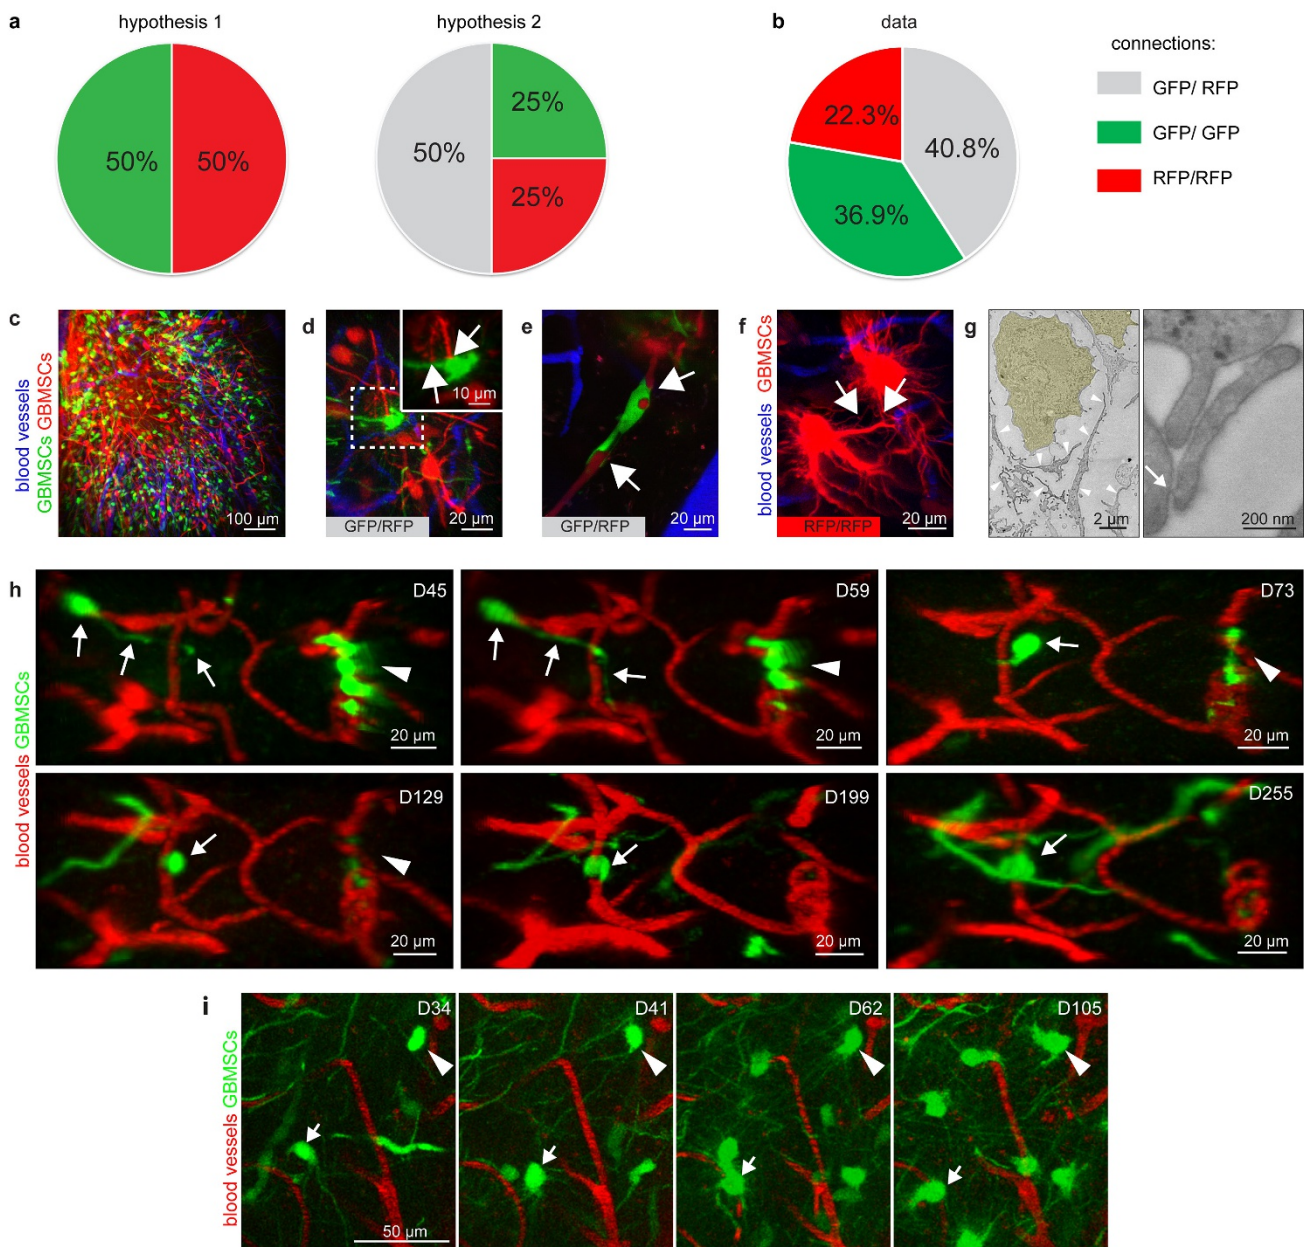 a
hypothesis 1
hypothesis 2
b
data
connections:
50%
50%
50%
25%
25%
22.3%
40.8%
36.9%
GFP/ RFP
GFP/ GFP
RFP/RFP
c
blood vessels
GBMSCs GBMSCs
100 µm
d
10 µm
GFP/RFP
20 µm
e
GFP/RFP
20 µm
f
blood vessels GBMSCs
RFP/RFP
20 µm
g
2 µm
200 nm
h
blood vessels GBMSCs
D45
20 µm
D59
20 µm
D73
20 µm
D129
20 µm
D199
20 µm
D255
20 µm
i
blood vessels GBMSCs
D34
50 µm
D41
D62
D105